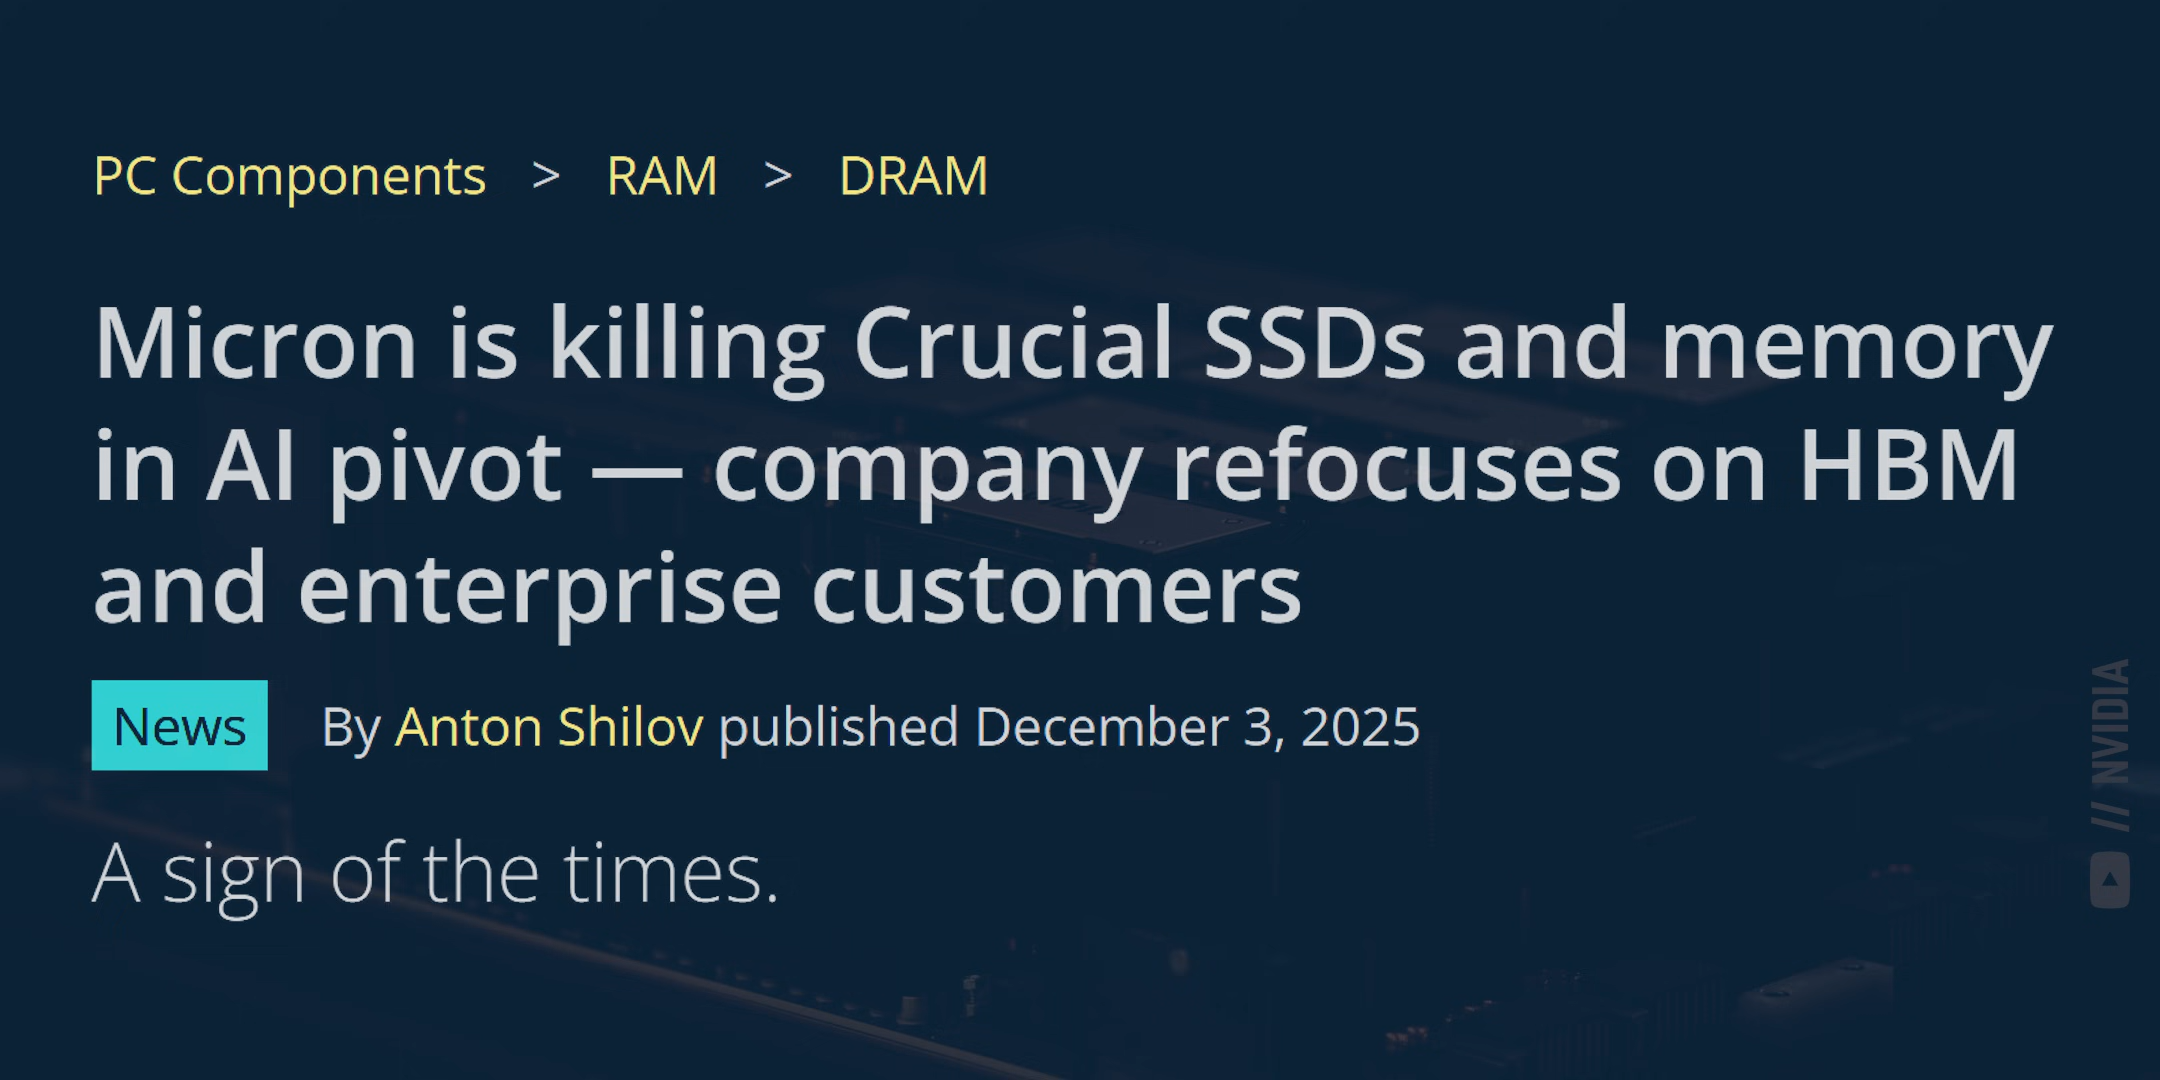 PC Components > RAM > DRAM
Micron is killing Crucial SSDs and memory
in AI pivot — company refocuses on HBM
and enterprise customers
News By Anton Shilov published December 3, 2025
A sign of the times.
// NVIDIA